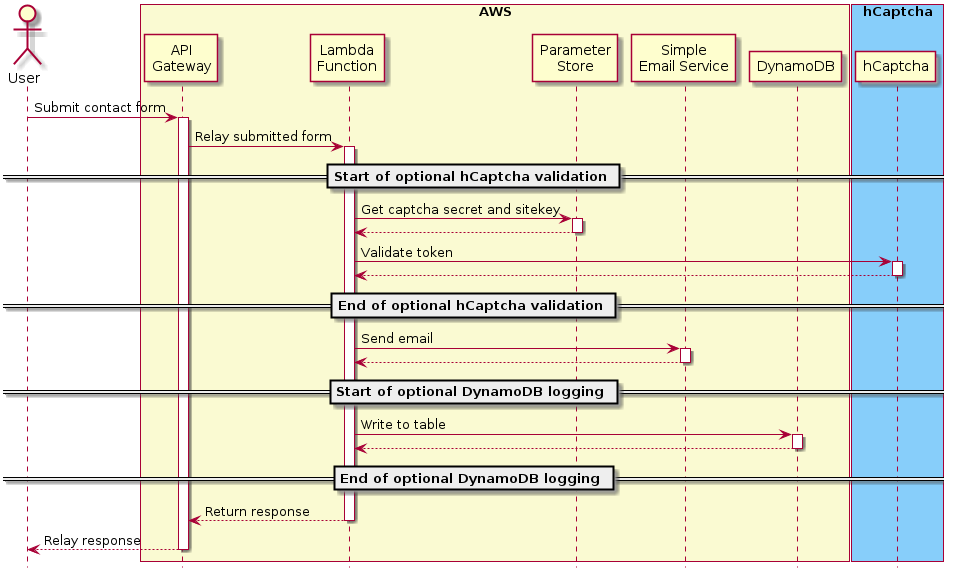 AWS
hCaptcha
User
API
Gateway
Lambda
Function
Parameter
Store
Simple
Email Service
DynamoDB
hCaptcha
Submit contact form
Relay submitted form
Start of optional hCaptcha validation
Get captcha secret and sitekey
Validate token
End of optional hCaptcha validation
Send email
Start of optional DynamoDB logging
Write to table
End of optional DynamoDB logging
Return response
Relay response